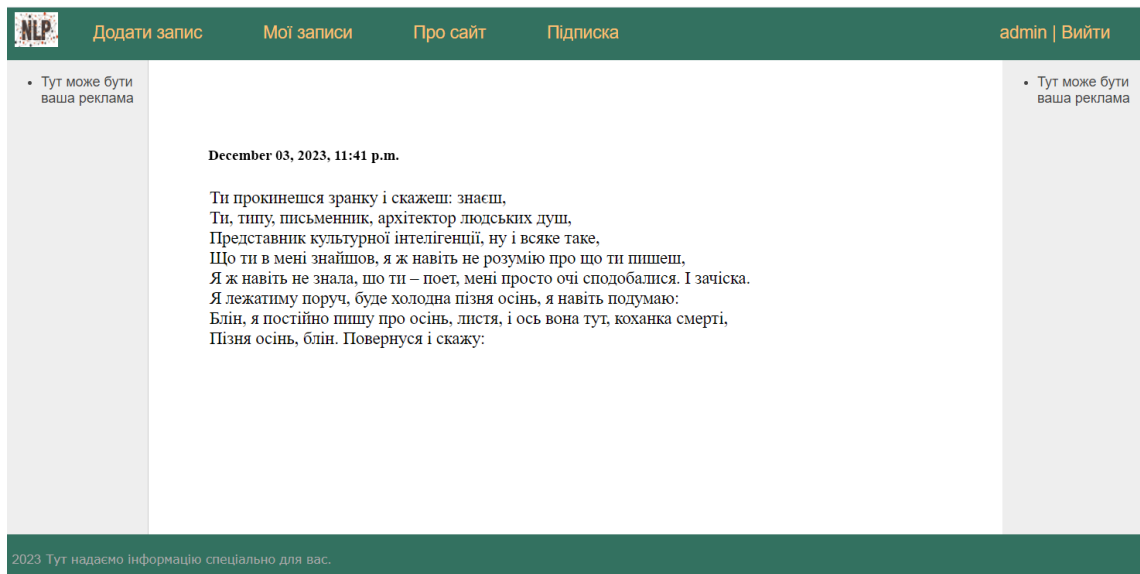 NLP Додати запис Мої записи Про сайт Підписка admin | Вийти
• Тут може бути
ваша реклама
December 03, 2023, 11:41 p.m.
Ти прокинешся зранку і скажеш: знаєш,
Ти, типу, письменник, архітектор людських душ,
Представник культурної інтелігенції, ну і всяке таке,
Що ти в мені знайшов, я ж навіть не розумію про що ти пишеш,
Я ж навіть не знала, шо ти – поет, мені просто очі сподобалися. І зачіска.
Я лежатиму поруч, буде холодна пізня осінь, я навіть подумаю:
Блін, я постійно пишу про осінь, листя, і ось вона тут, коханка смерті,
Пізня осінь, блін. Повернуся і скажу:
• Тут може бути
ваша реклама
2023 Тут надаємо інформацію спеціально для вас.